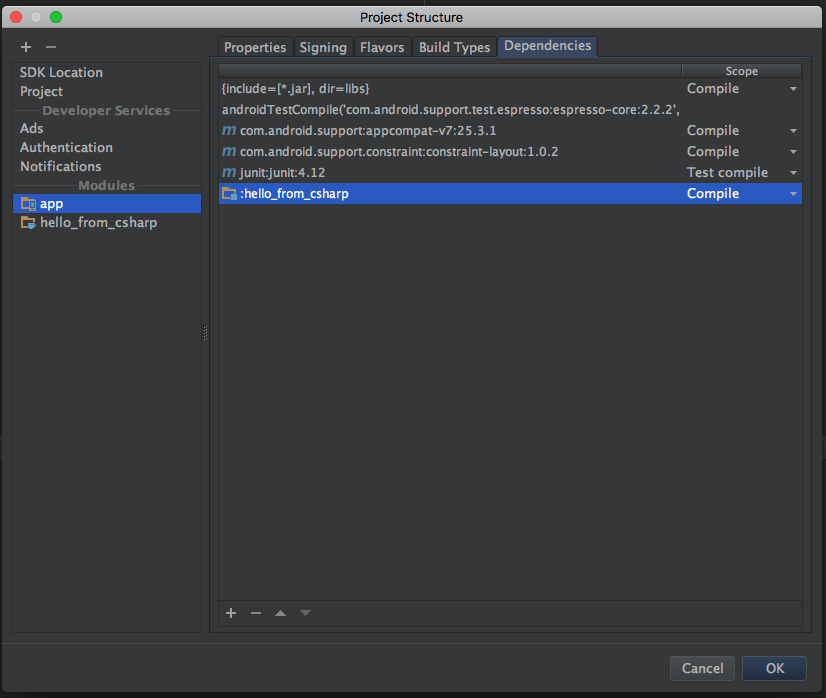 Project Structure
Properties Signing Flavors Build Types Dependencies
SDK Location
Project
Developer Services
Ads
Authentication
Notifications
Modules
app
hello_from_csharp
Scope
{include=[*.jar], dir=libs} Compile
androidTestCompile('com.android.support.test.espresso:espresso-core:2.2.2',
m com.android.support:appcompat-v7:25.3.1 Compile
m com.android.support.constraint:constraint-layout:1.0.2 Compile
m junit:junit:4.12 Test compile
:hello_from_csharp Compile
Cancel OK